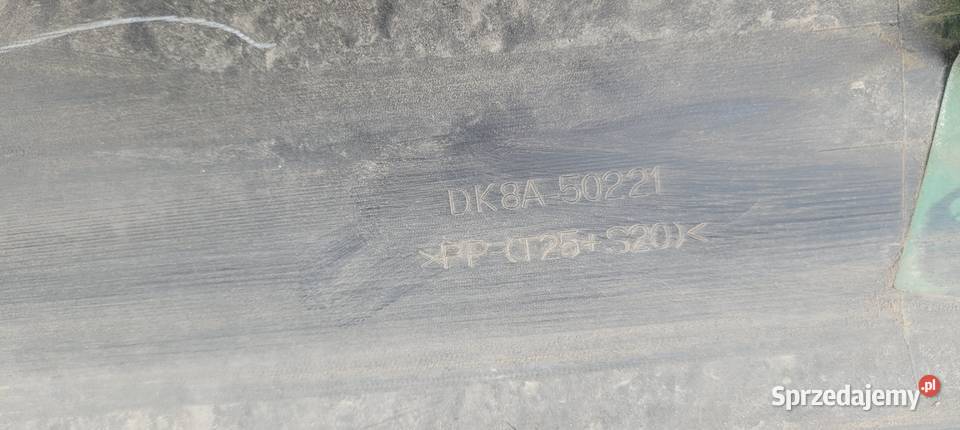 DK8A-50221
>PP-(T25+S20)<
Sprzedajemy.pl